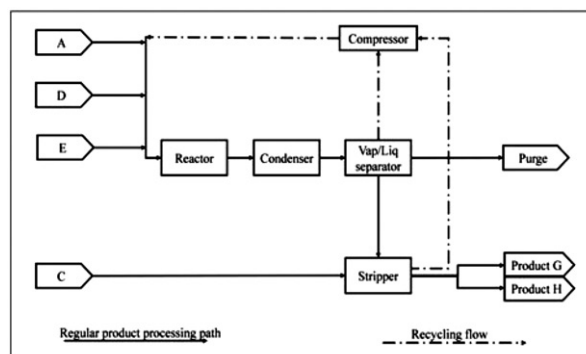 A
Compressor
D
E
Reactor
Condenser
Vap/Liq
separator
Purge
C
Stripper
Product G
Product H
Regular product processing path
Recycling flow